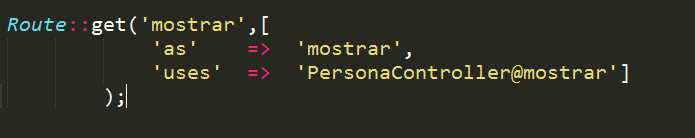 Route::get('mostrar',[
'as' => 'mostrar',
'uses' => 'PersonaController@mostrar']
);